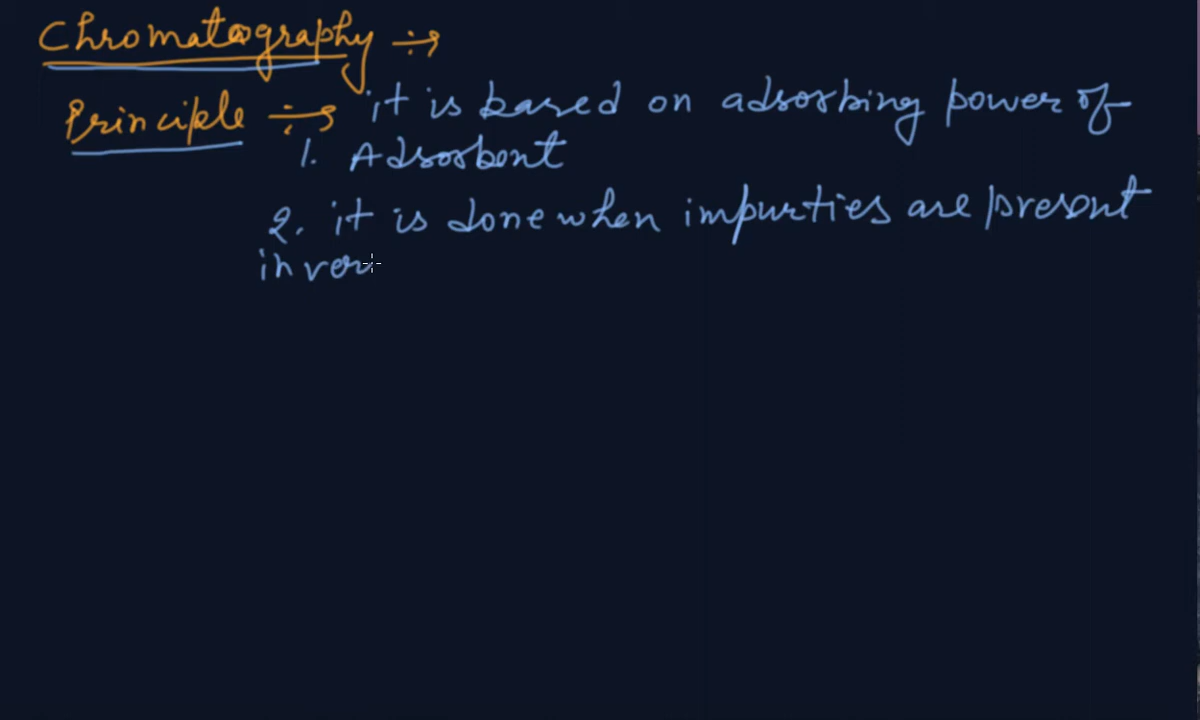 Chromatography ÷→
Principle ÷→ it is based on adsorbing power of
1. Adsorbent
2. it is done when impurties are present
in ver